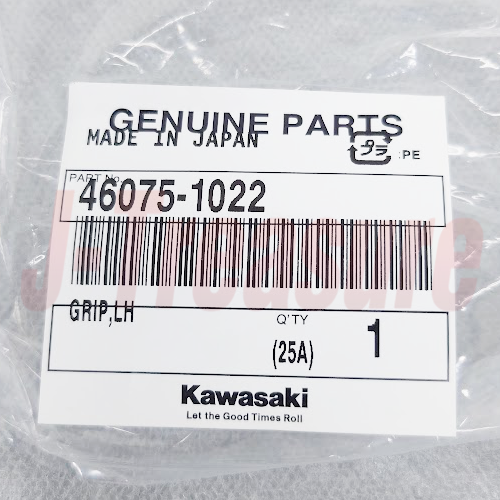 GENUINE PARTS
MADE IN JAPAN
プラ :PE
PART No.
46075-1022
GRIP,LH
Q'TY
(25A) 1
Kawasaki
Let the Good Times Roll
J-Treasure